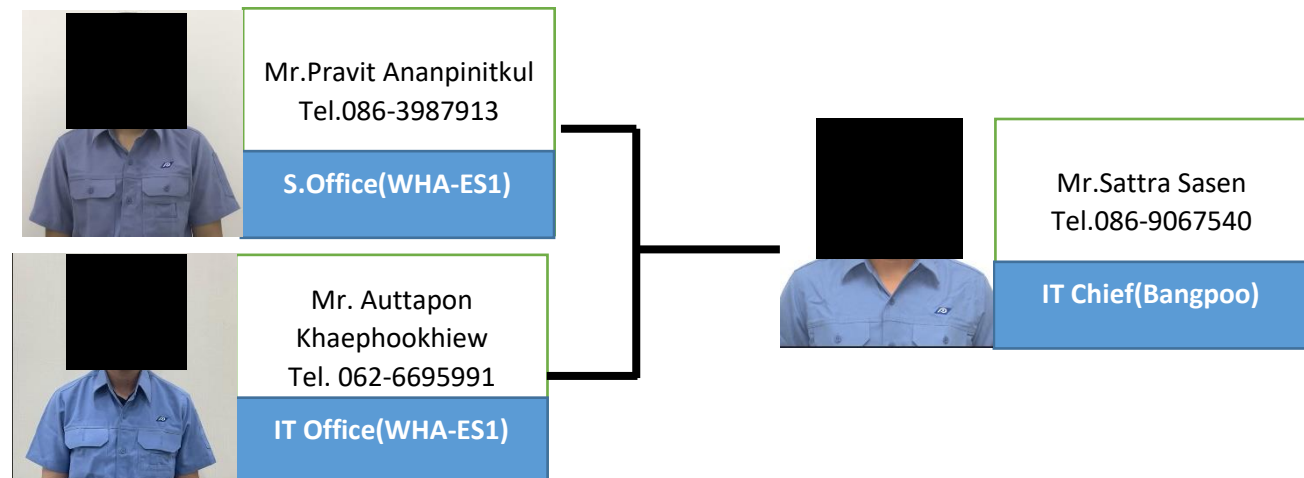 Mr.Pravit Ananpinitkul
Tel.086-3987913
S.Office(WHA-ES1)
Mr. Auttapon
Khaephookhiew
Tel. 062-6695991
IT Office(WHA-ES1)
Mr.Sattra Sasen
Tel.086-9067540
IT Chief(Bangpoo)